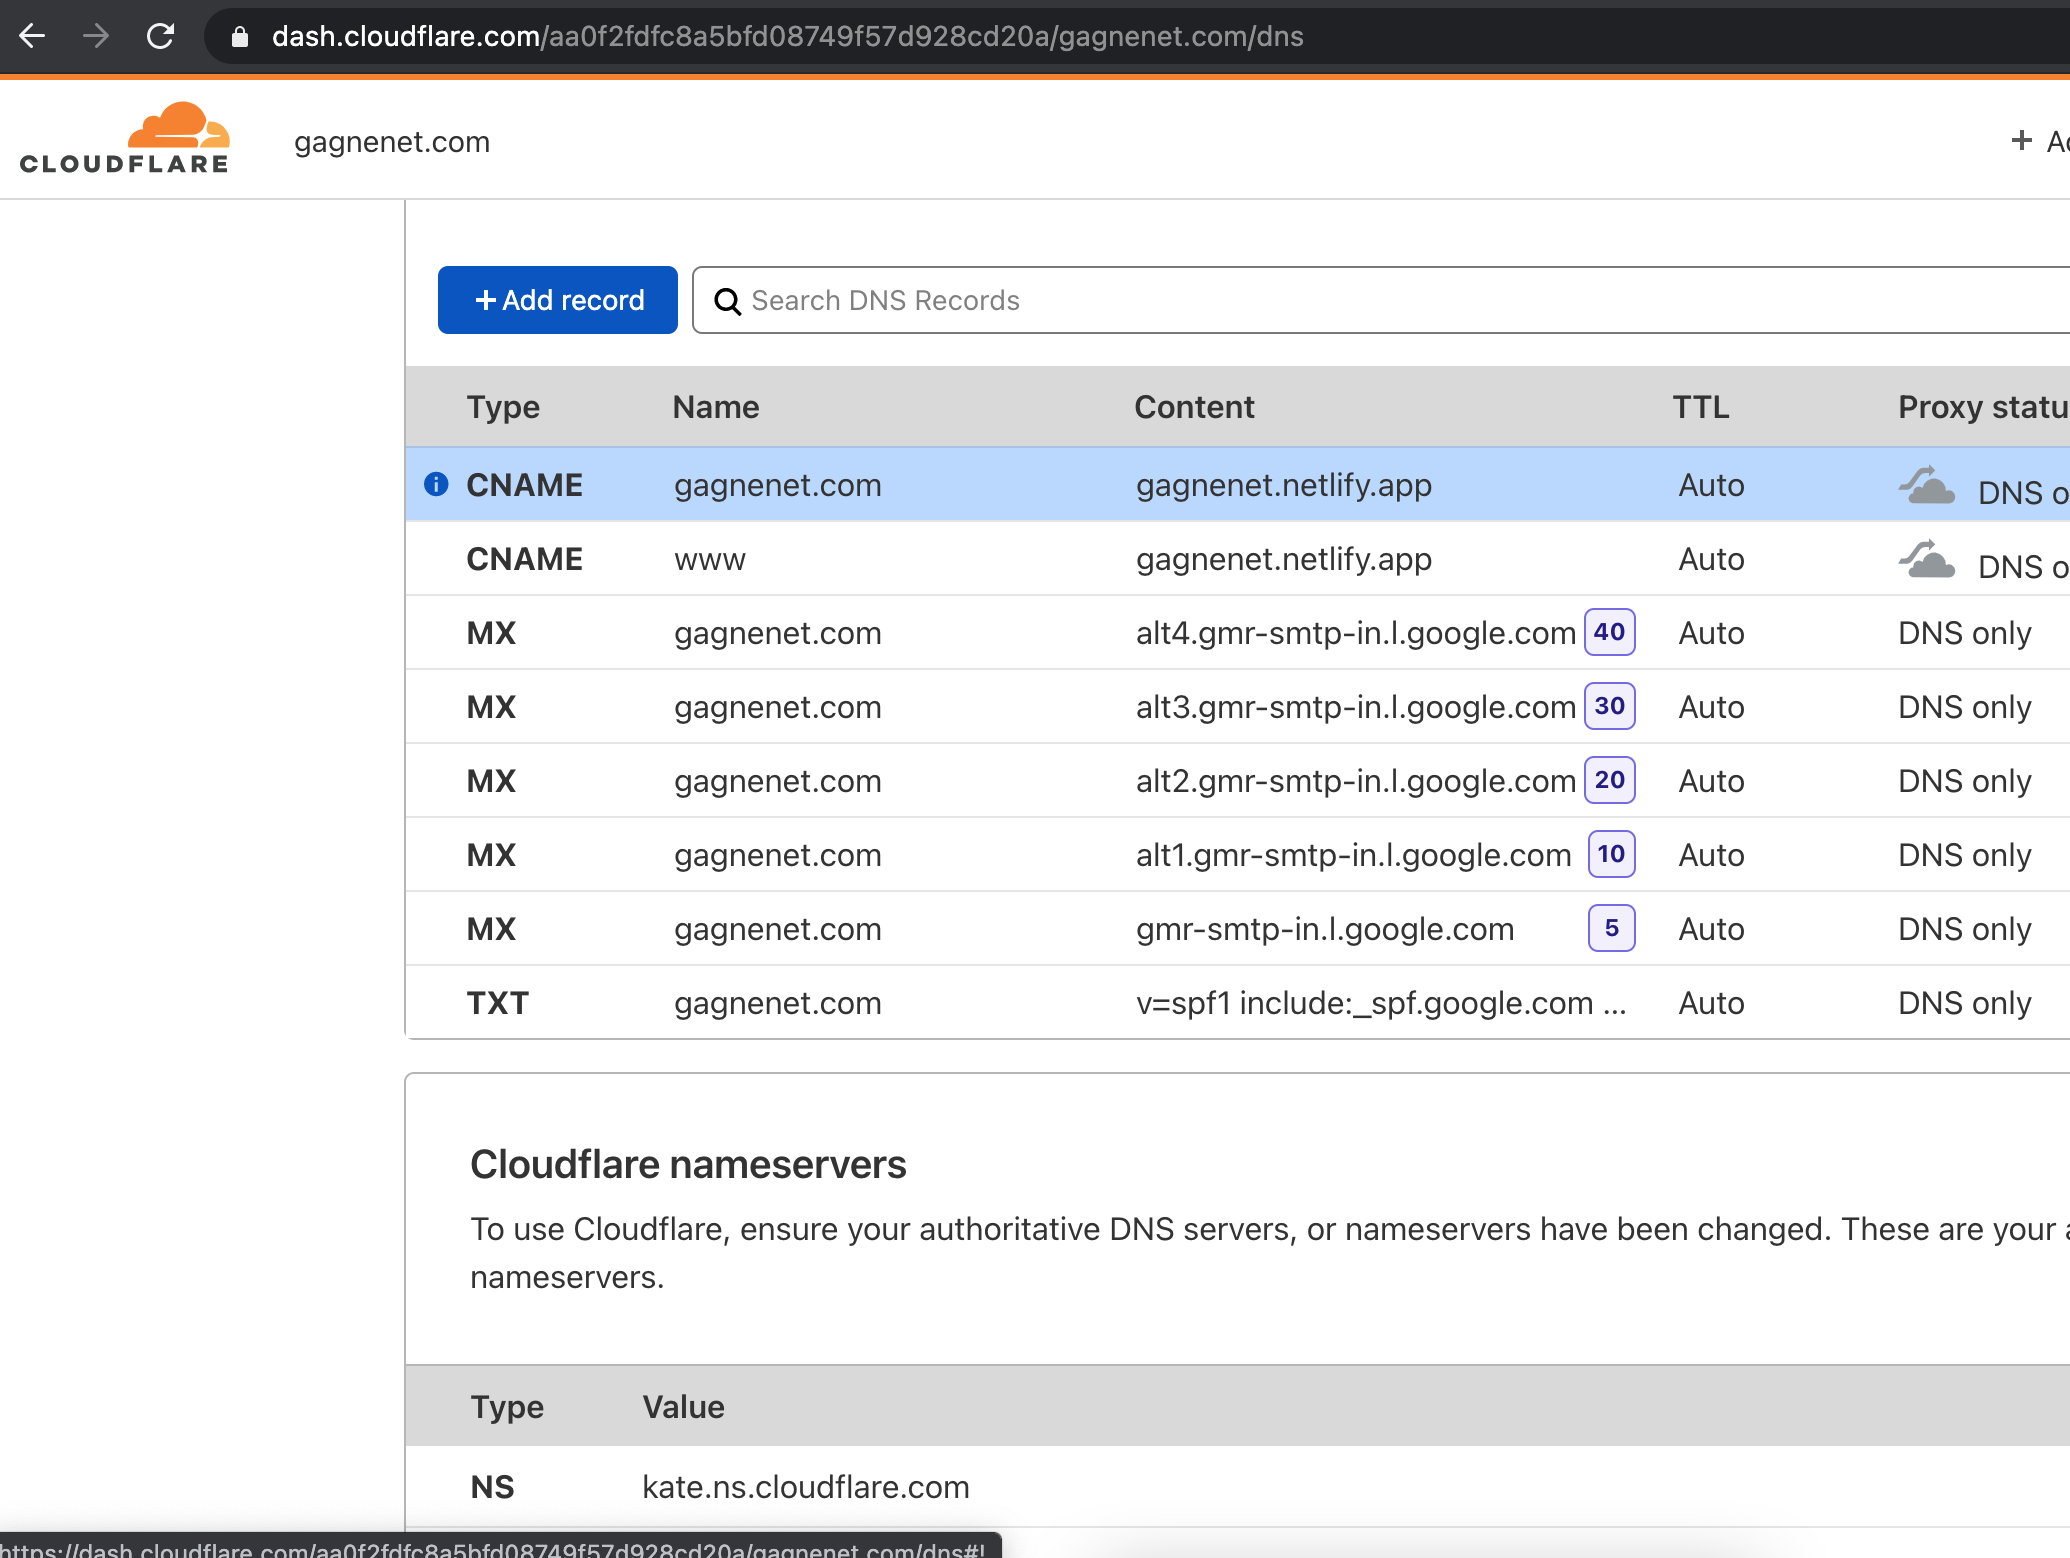 dash.cloudflare.com/aa0f2fdfc8a5bfd08749f57d928cd20a/gagnenet.com/dns
CLOUDFLARE
gagnenet.com
+
+ Add record
Search DNS Records
Type Name Content TTL Proxy statu
CNAME gagnenet.com gagnenet.netlify.app Auto DNS o
CNAME www gagnenet.netlify.app Auto DNS o
MX gagnenet.com alt4.gmr-smtp-in.l.google.com 40 Auto DNS only
MX gagnenet.com alt3.gmr-smtp-in.l.google.com 30 Auto DNS only
MX gagnenet.com alt2.gmr-smtp-in.l.google.com 20 Auto DNS only
MX gagnenet.com alt1.gmr-smtp-in.l.google.com 10 Auto DNS only
MX gagnenet.com gmr-smtp-in.l.google.com 5 Auto DNS only
TXT gagnenet.com v=spf1 include:_spf.google.com ... Auto DNS only
Cloudflare nameservers
To use Cloudflare, ensure your authoritative DNS servers, or nameservers have been changed. These are your a
nameservers.
Type Value
NS kate.ns.cloudflare.com
https://dash.cloudflare.com/aa0f2fdfc8a5bfd08749f57d928cd20a/gagnenet.com/dns#!